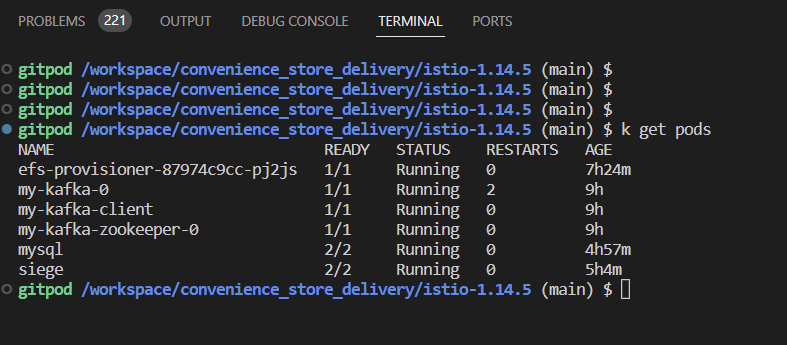 PROBLEMS 221 OUTPUT DEBUG CONSOLE TERMINAL PORTS
gitpod /workspace/convenience_store_delivery/istio-1.14.5 (main) $
gitpod /workspace/convenience_store_delivery/istio-1.14.5 (main) $
gitpod /workspace/convenience_store_delivery/istio-1.14.5 (main) $
gitpod /workspace/convenience_store_delivery/istio-1.14.5 (main) $ k get pods
NAME READY STATUS RESTARTS AGE
efs-provisioner-87974c9cc-pj2js 1/1 Running 0 7h24m
my-kafka-0 1/1 Running 2 9h
my-kafka-client 1/1 Running 0 9h
my-kafka-zookeeper-0 1/1 Running 0 9h
mysql 2/2 Running 0 4h57m
siege 2/2 Running 0 5h4m
gitpod /workspace/convenience_store_delivery/istio-1.14.5 (main) $